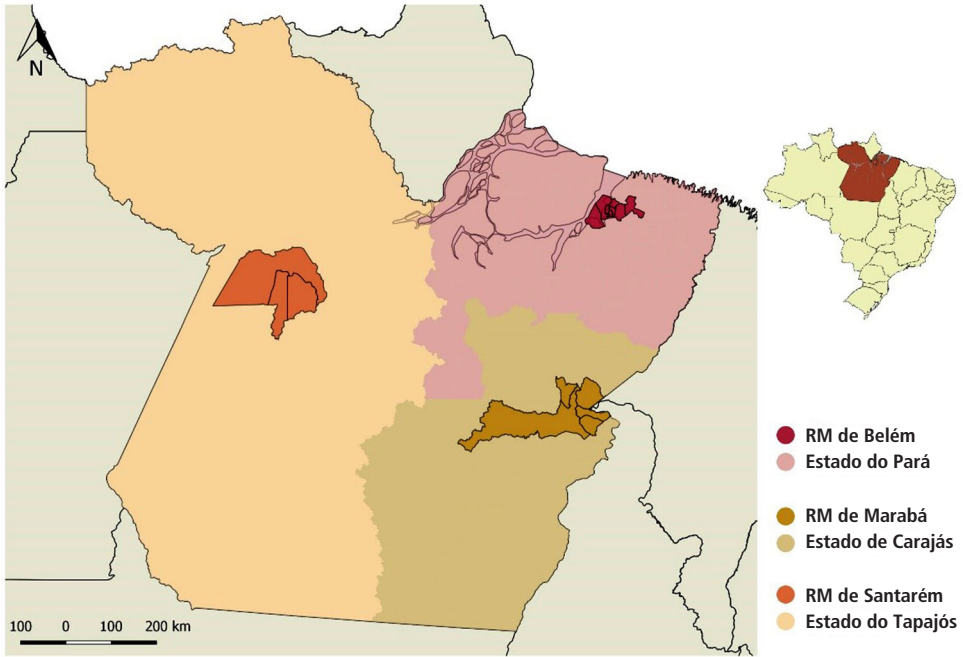 N
RM de Belém
Estado do Pará
RM de Marabá
Estado de Carajás
RM de Santarém
Estado do Tapajós
100 0 100 200 km